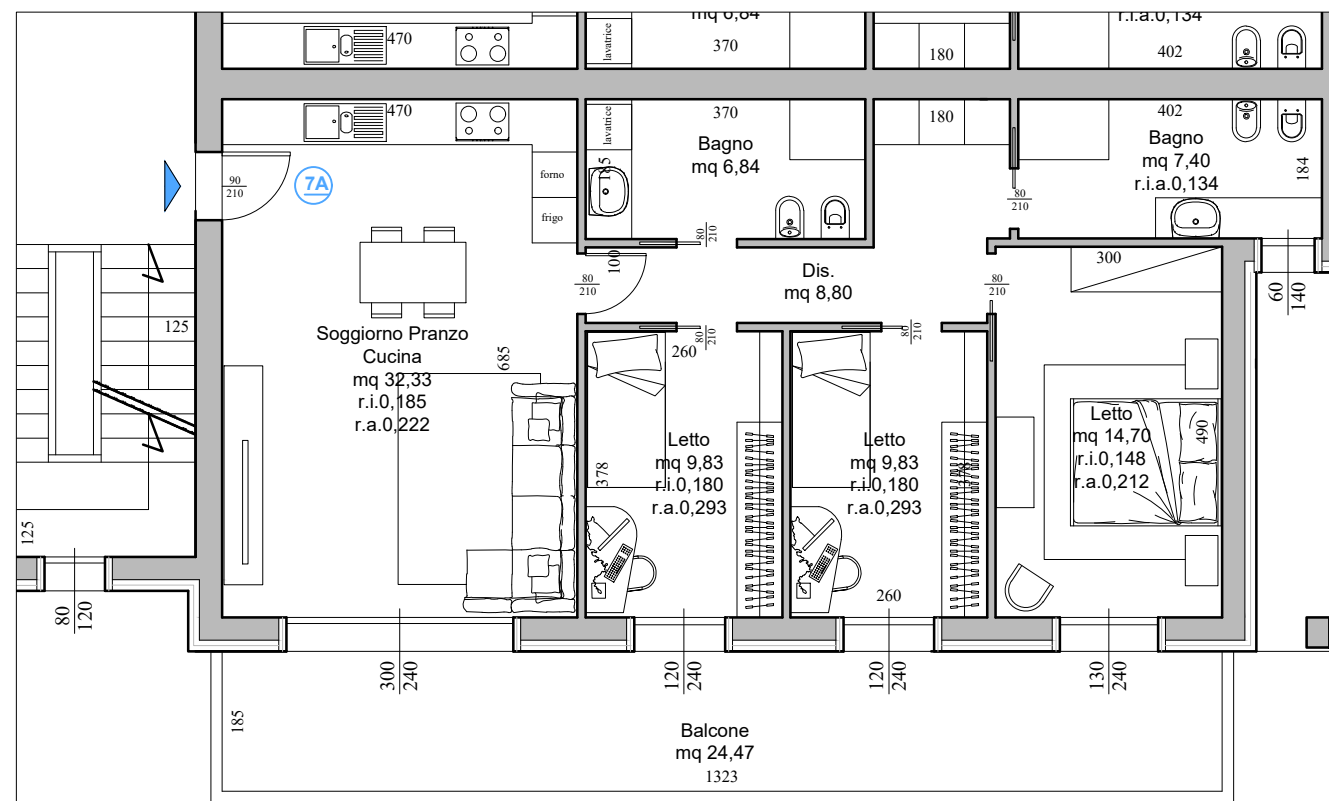 mq 6,84
r.i.a.0,134
470
lavatrice
370
180
402
470
lavatrice
370
180
402
Bagno
mq 6,84
185
Bagno
mq 7,40
r.i.a.0,134
184
90
210
7A
forno
frigo
80
210
80
210
100
80
210
Dis.
mq 8,80
80
210
300
60
140
125
Soggiorno Pranzo
Cucina
mq 32,33
r.i.0,185
r.a.0,222
685
80
210
260
80
210
Letto
mq 9,83
r.i.0,180
r.a.0,293
378
Letto
mq 9,83
r.i.0,180
r.a.0,293
378
Letto
mq 14,70
r.i.0,148
r.a.0,212
490
125
80
120
260
300
240
120
240
120
240
130
240
185
Balcone
mq 24,47
1323